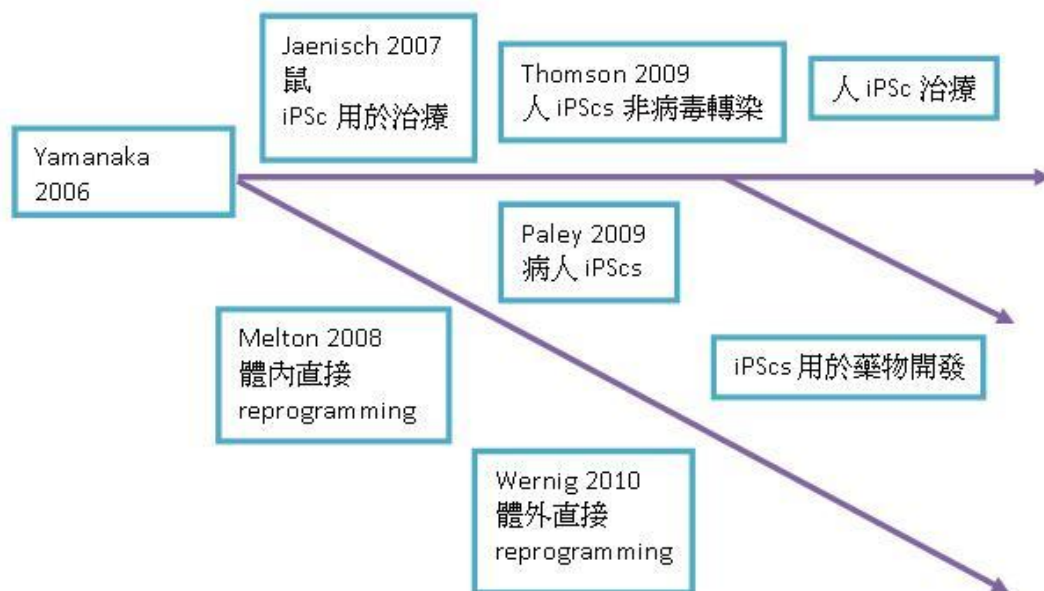 Yamanaka
2006
Jaenisch 2007
鼠
iPSc 用於治療
Thomson 2009
人 iPScs 非病毒轉染
人 iPSc 治療
Paley 2009
病人 iPScs
Melton 2008
體內直接
reprogramming
iPScs 用於藥物開發
Wernig 2010
體外直接
reprogramming